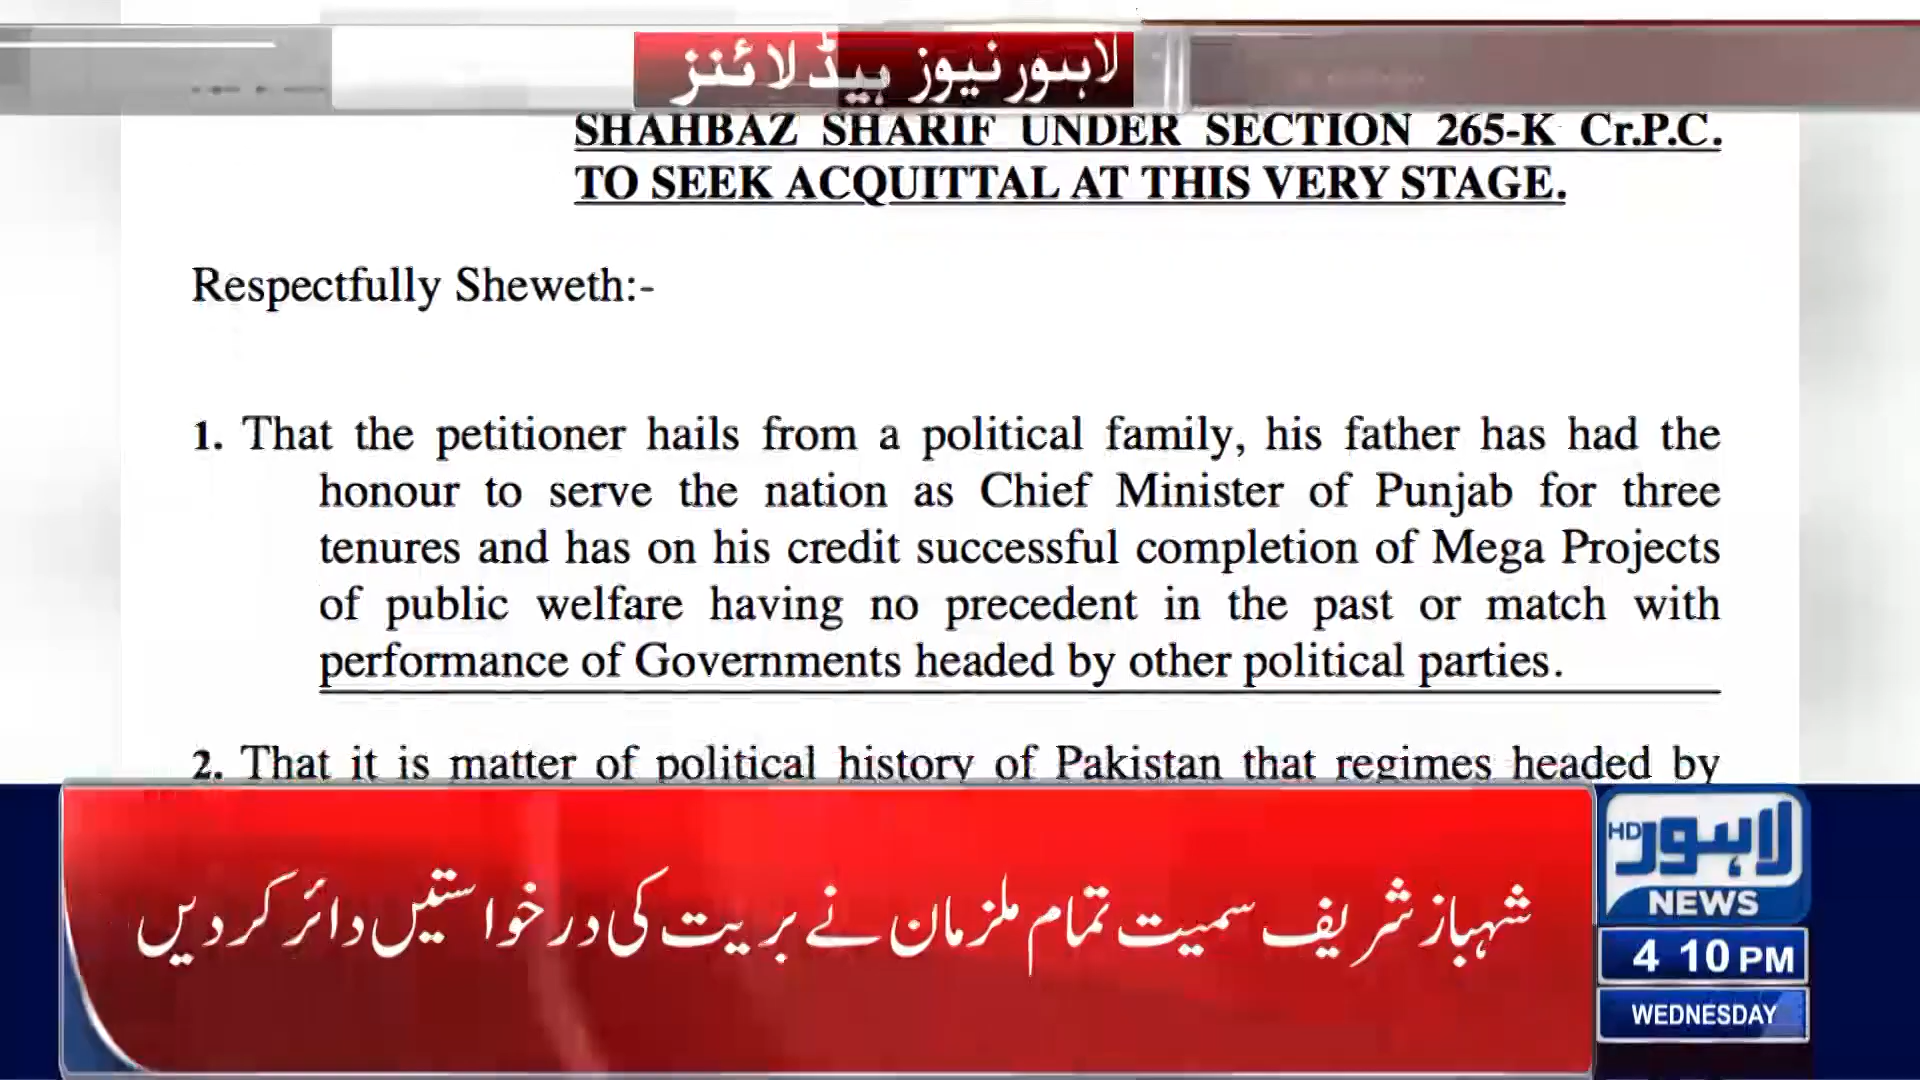 لاہور نیوز ہیڈلائنز
SHAHBAZ SHARIF UNDER SECTION 265-K Cr.P.C.
TO SEEK ACQUITTAL AT THIS VERY STAGE.
Respectfully Sheweth:-
1. That the petitioner hails from a political family, his father has had the
honour to serve the nation as Chief Minister of Punjab for three
tenures and has on his credit successful completion of Mega Projects
of public welfare having no precedent in the past or match with
performance of Governments headed by other political parties.
2. That it is matter of political history of Pakistan that regimes headed by
شہباز شریف سمیت تمام ملزمان نے بریت کی درخواستیں دائر کر دیں
لاہور HD
NEWS
4 10 PM
WEDNESDAY